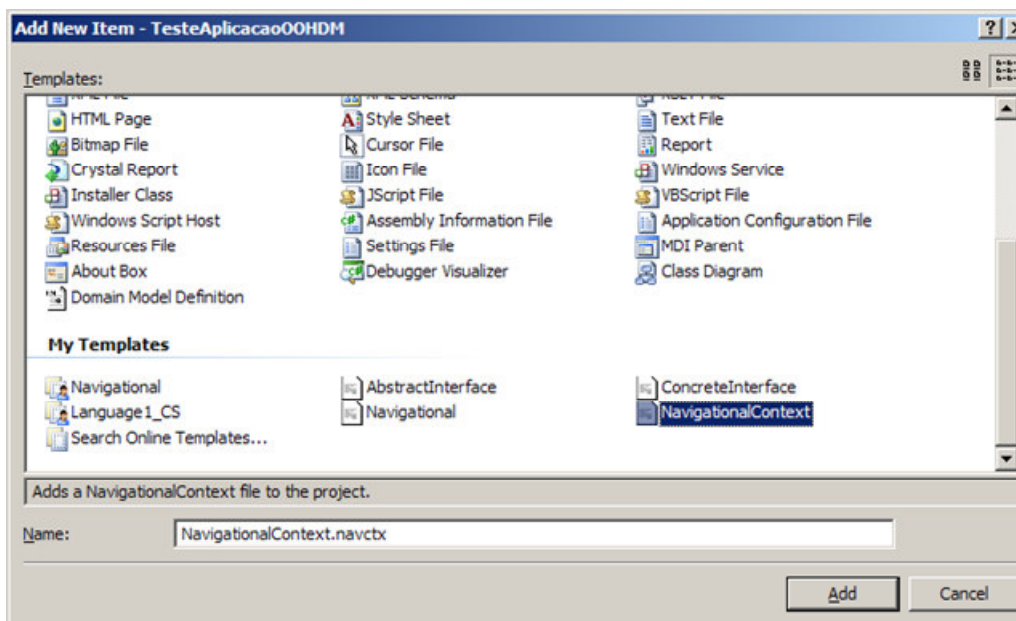 Add New Item - TesteAplicacaoOOHDM
Templates:
HTML Page Style Sheet Text File
Bitmap File Cursor File Report
Crystal Report Icon File Windows Service
Installer Class JScript File VBScript File
Windows Script Host Assembly Information File Application Configuration File
Resources File Settings File MDI Parent
About Box Debugger Visualizer Class Diagram
Domain Model Definition
My Templates
Navigational AbstractInterface ConcreteInterface
Language1_CS Navigational NavigationalContext
Search Online Templates...
Adds a NavigationalContext file to the project.
Name: NavigationalContext.navctx
Add Cancel